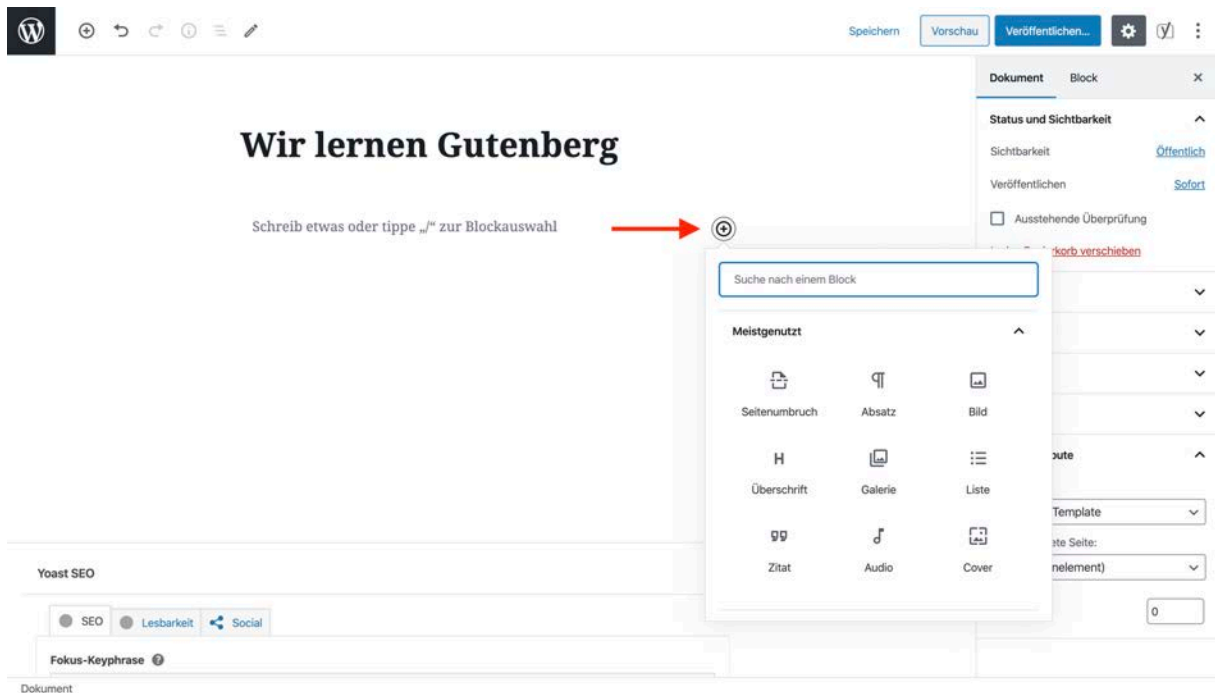 Speichern Vorschau Veröffentlichen...
Dokument Block
Status und Sichtbarkeit
Sichtbarkeit Öffentlich
Veröffentlichen Sofort
Ausstehende Überprüfung
verschieben
Wir lernen Gutenberg
Schreib etwas oder tippe „/“ zur Blockauswahl
Suche nach einem Block
Meistgenutzt
Seitenumbruch Absatz Bild
Überschrift Galerie Liste
Zitat Audio Cover
Template
Seite:
0
Yoast SEO
SEO Lesbarkeit Social
Fokus-Keyphrase
Dokument